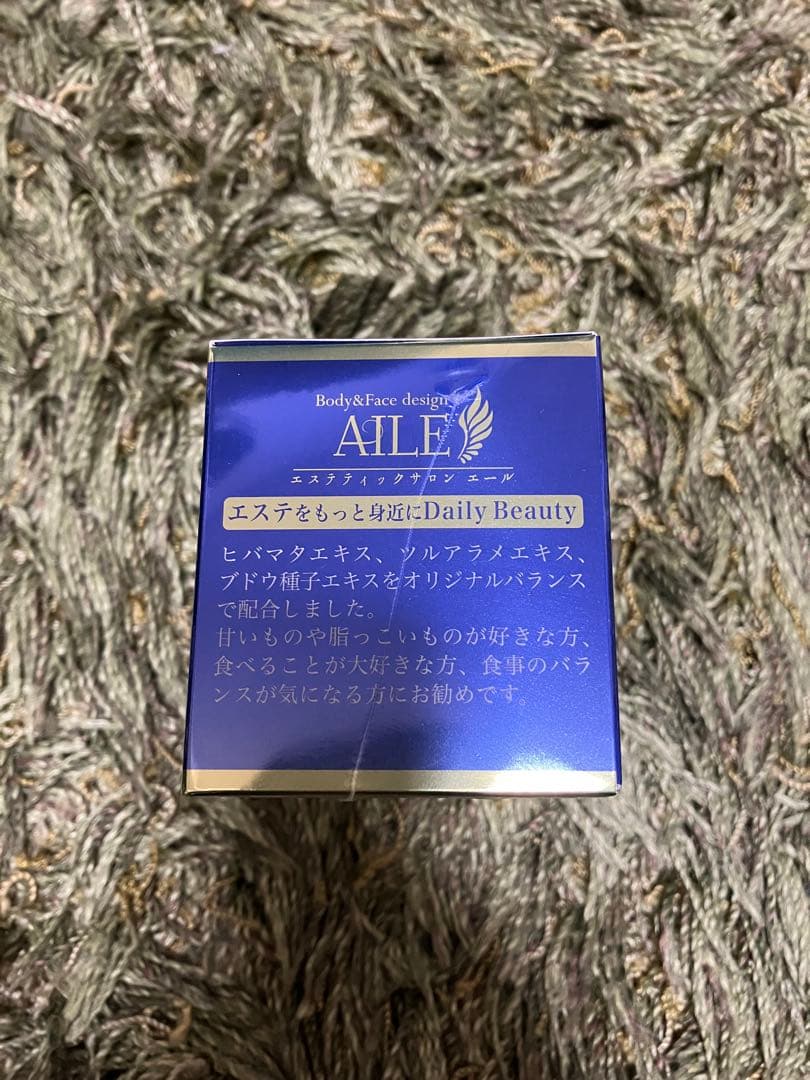 Body&Face design
AILE
エステティックサロン エール
エステをもっと身近にDaily Beauty
ヒバマタエキス、ツルアラメエキス、
ブドウ種子エキスをオリジナルバランス
で配合しました。
甘いものや脂っこいものが好きな方、
食べることが大好きな方、食事のバラ
ンスが気になる方にお勧めです。